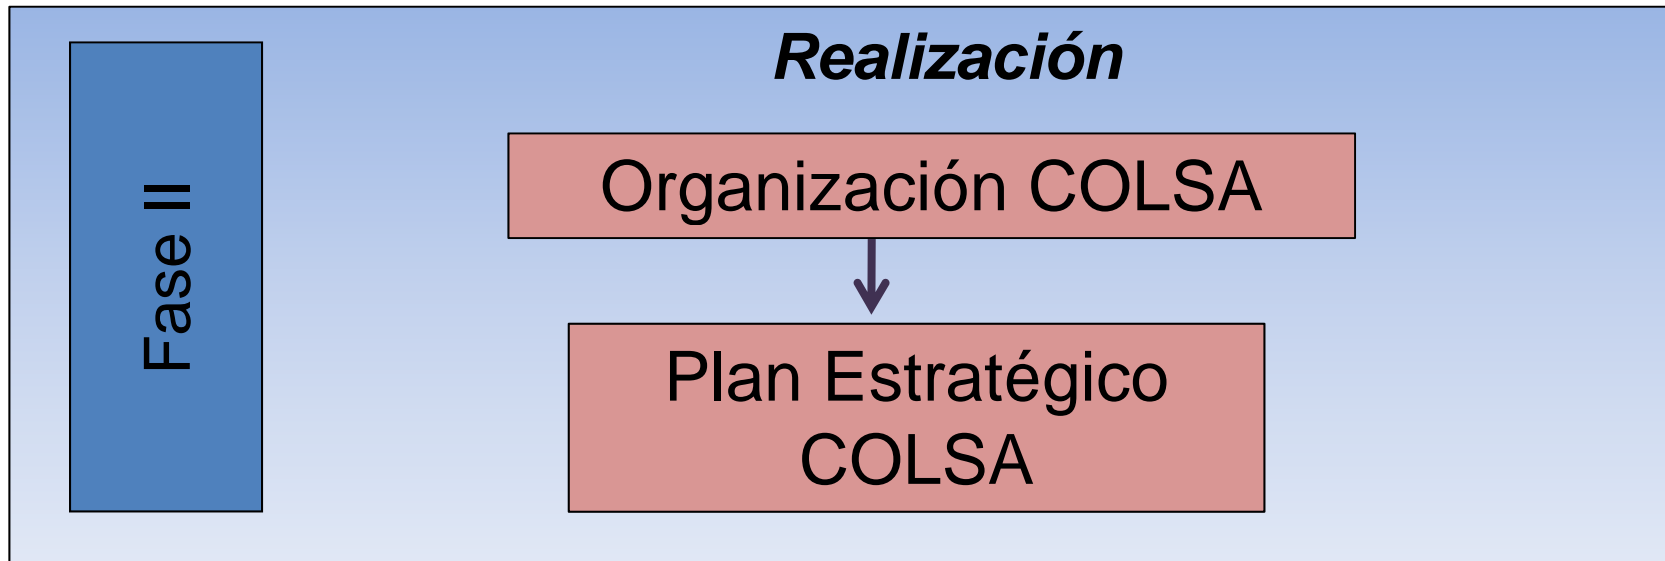 Realización
Fase II
Organización COLSA
Plan Estratégico
COLSA